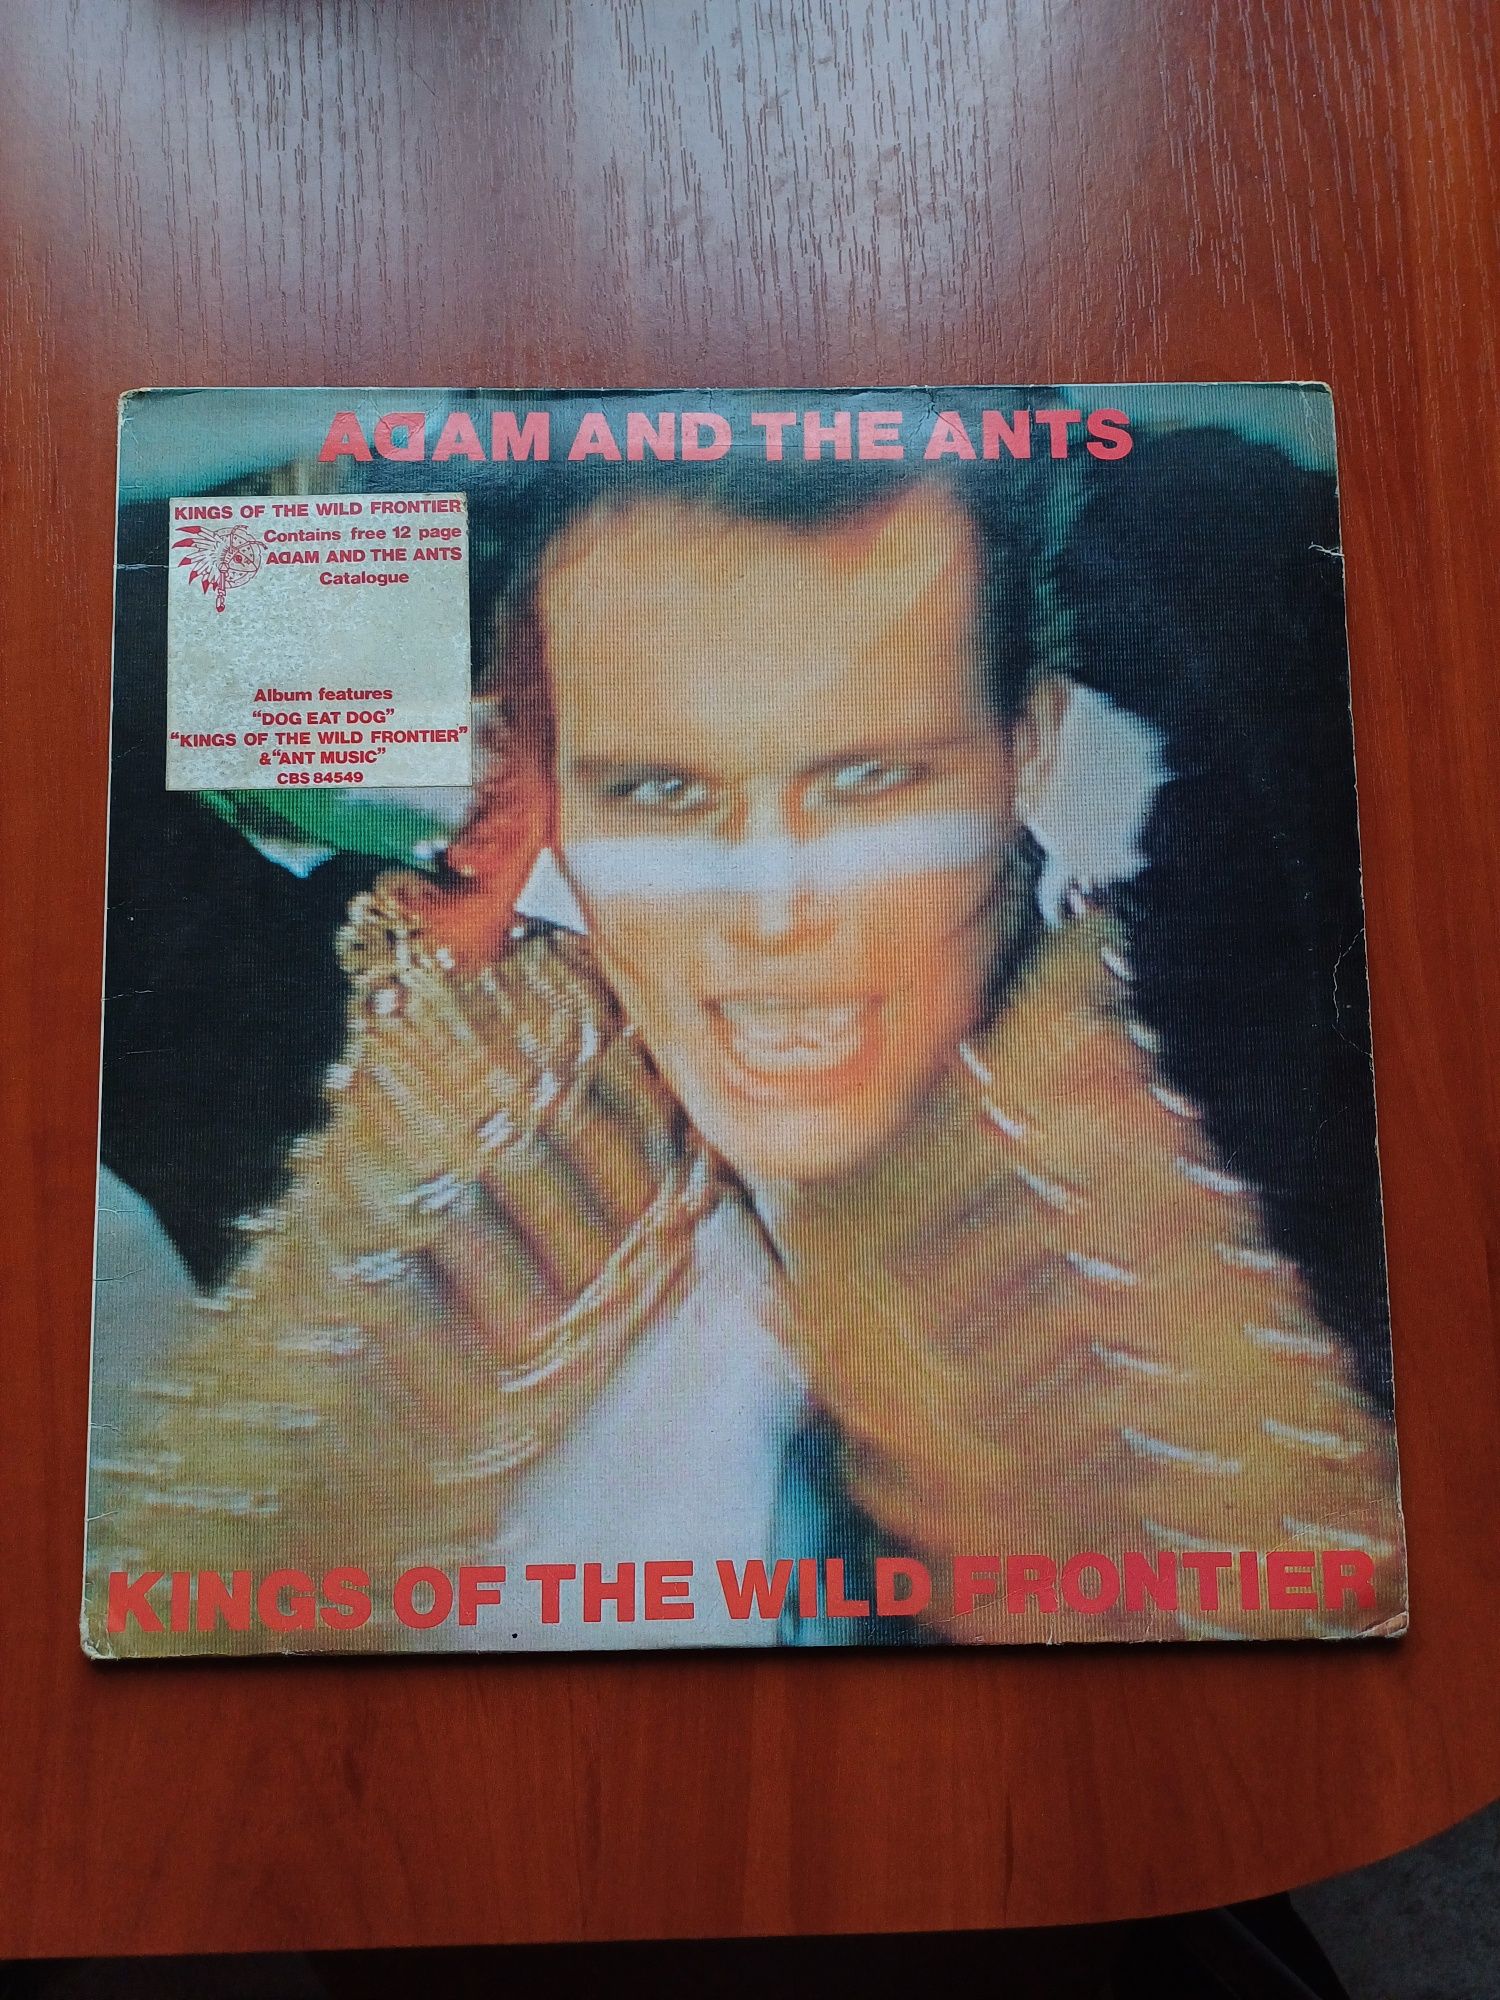 ADAM AND THE ANTS
KINGS OF THE WILD FRONTIER
Contains free 12 page
ADAM AND THE ANTS
Catalogue
Album features
“DOG EAT DOG”
“KINGS OF THE WILD FRONTIER”
&“ANT MUSIC”
CBS 84549
KINGS OF THE WILD FRONTIER